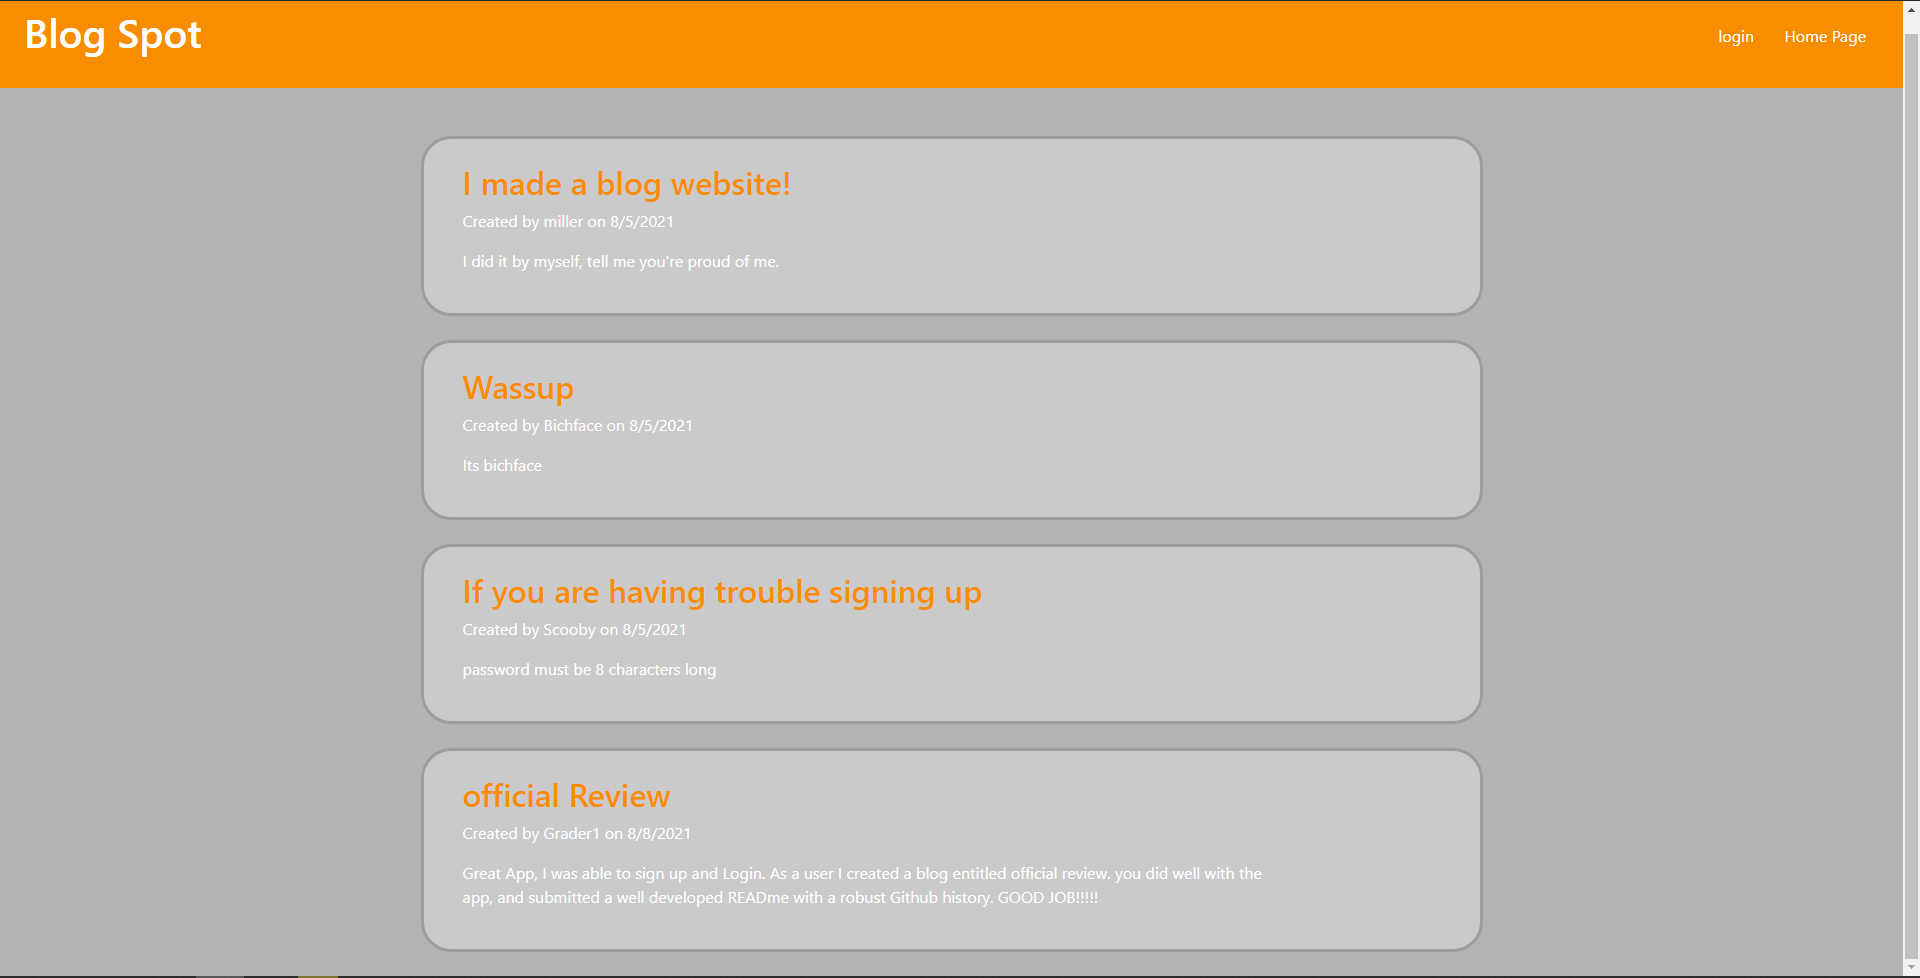 Blog Spot
login
Home Page
I made a blog website!
Created by miller on 8/5/2021
I did it by myself, tell me you're proud of me.
Wassup
Created by Bichface on 8/5/2021
Its bichface
If you are having trouble signing up
Created by Scooby on 8/5/2021
password must be 8 characters long
official Review
Created by Grader1 on 8/8/2021
Great App, I was able to sign up and Login. As a user I created a blog entitled official review. you did well with the
app, and submitted a well developed READme with a robust Github history. GOOD JOB!!!!!